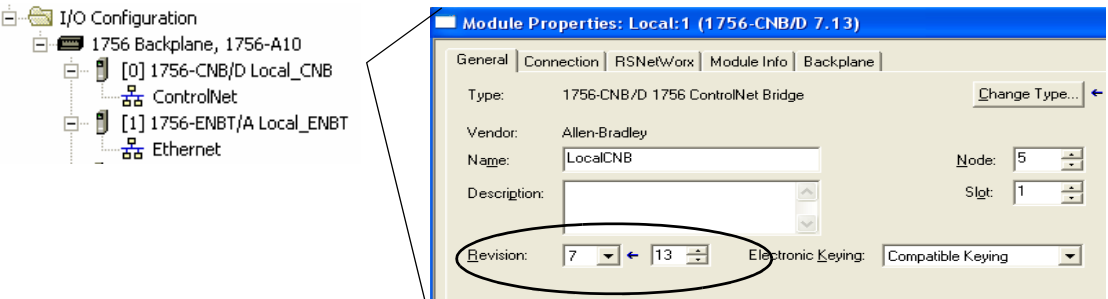 I/O Configuration
1756 Backplane, 1756-A10
[0] 1756-CNB/D Local_CNB
ControlNet
[1] 1756-ENBT/A Local_ENBT
Ethernet
Module Properties: Local:1 (1756-CNB/D 7.13)
General Connection RSNetWorx Module Info Backplane
Type: 1756-CNB/D 1756 ControlNet Bridge Change Type...
Vendor: Allen-Bradley
Name: LocalCNB Node: 5
Description: Slot: 1
Revision: 7 13 Electronic Keying: Compatible Keying